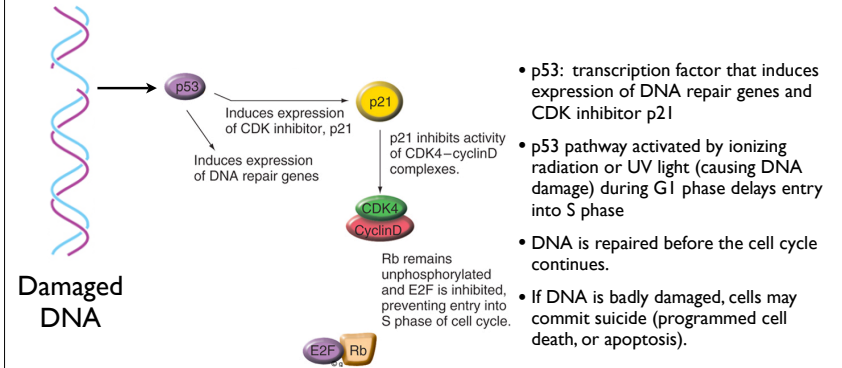 p53
Induces expression
of CDK inhibitor, p21
p21
Induces expression
of DNA repair genes
p21 inhibits activity
of CDK4–cyclinD
complexes.
CDK4
CyclinD
Rb remains
unphosphorylated
and E2F is inhibited,
preventing entry into
S phase of cell cycle.
E2F
Rb
Damaged
DNA
• p53: transcription factor that induces
expression of DNA repair genes and
CDK inhibitor p21
• p53 pathway activated by ionizing
radiation or UV light (causing DNA
damage) during G1 phase delays entry
into S phase
• DNA is repaired before the cell cycle
continues.
• If DNA is badly damaged, cells may
commit suicide (programmed cell
death, or apoptosis).